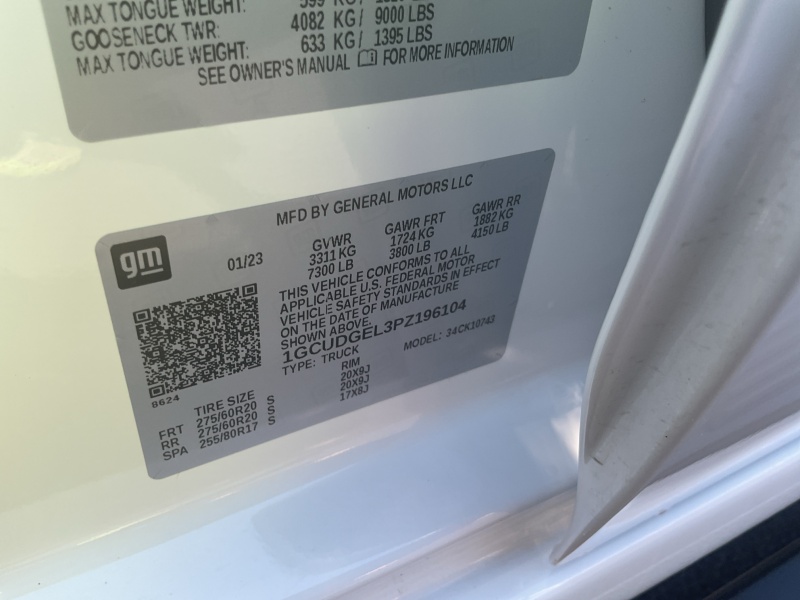 MAX TONGUE WEIGHT:
GOOSENECK TWR: 4082 KG/ 9000 LBS
MAX TONGUE WEIGHT: 633 KG/ 1395 LBS
SEE OWNER'S MANUAL FOR MORE INFORMATION
MFD BY GENERAL MOTORS LLC
gm
01/23
GVWR GAWR FRT GAWR RR
3311 KG 1724 KG 1882 KG
7300 LB 3800 LB 4150 LB
THIS VEHICLE CONFORMS TO ALL
APPLICABLE U.S. FEDERAL MOTOR
VEHICLE SAFETY STANDARDS IN EFFECT
ON THE DATE OF MANUFACTURE
SHOWN ABOVE.
1GCUDGEL3PZ196104
TYPE: TRUCK MODEL: 34CK10743
8624
TIRE SIZE RIM
FRT 275/60R20 S 20X9J
RR 275/60R20 S 20X9J
SPA 255/80R17 S 17X8J